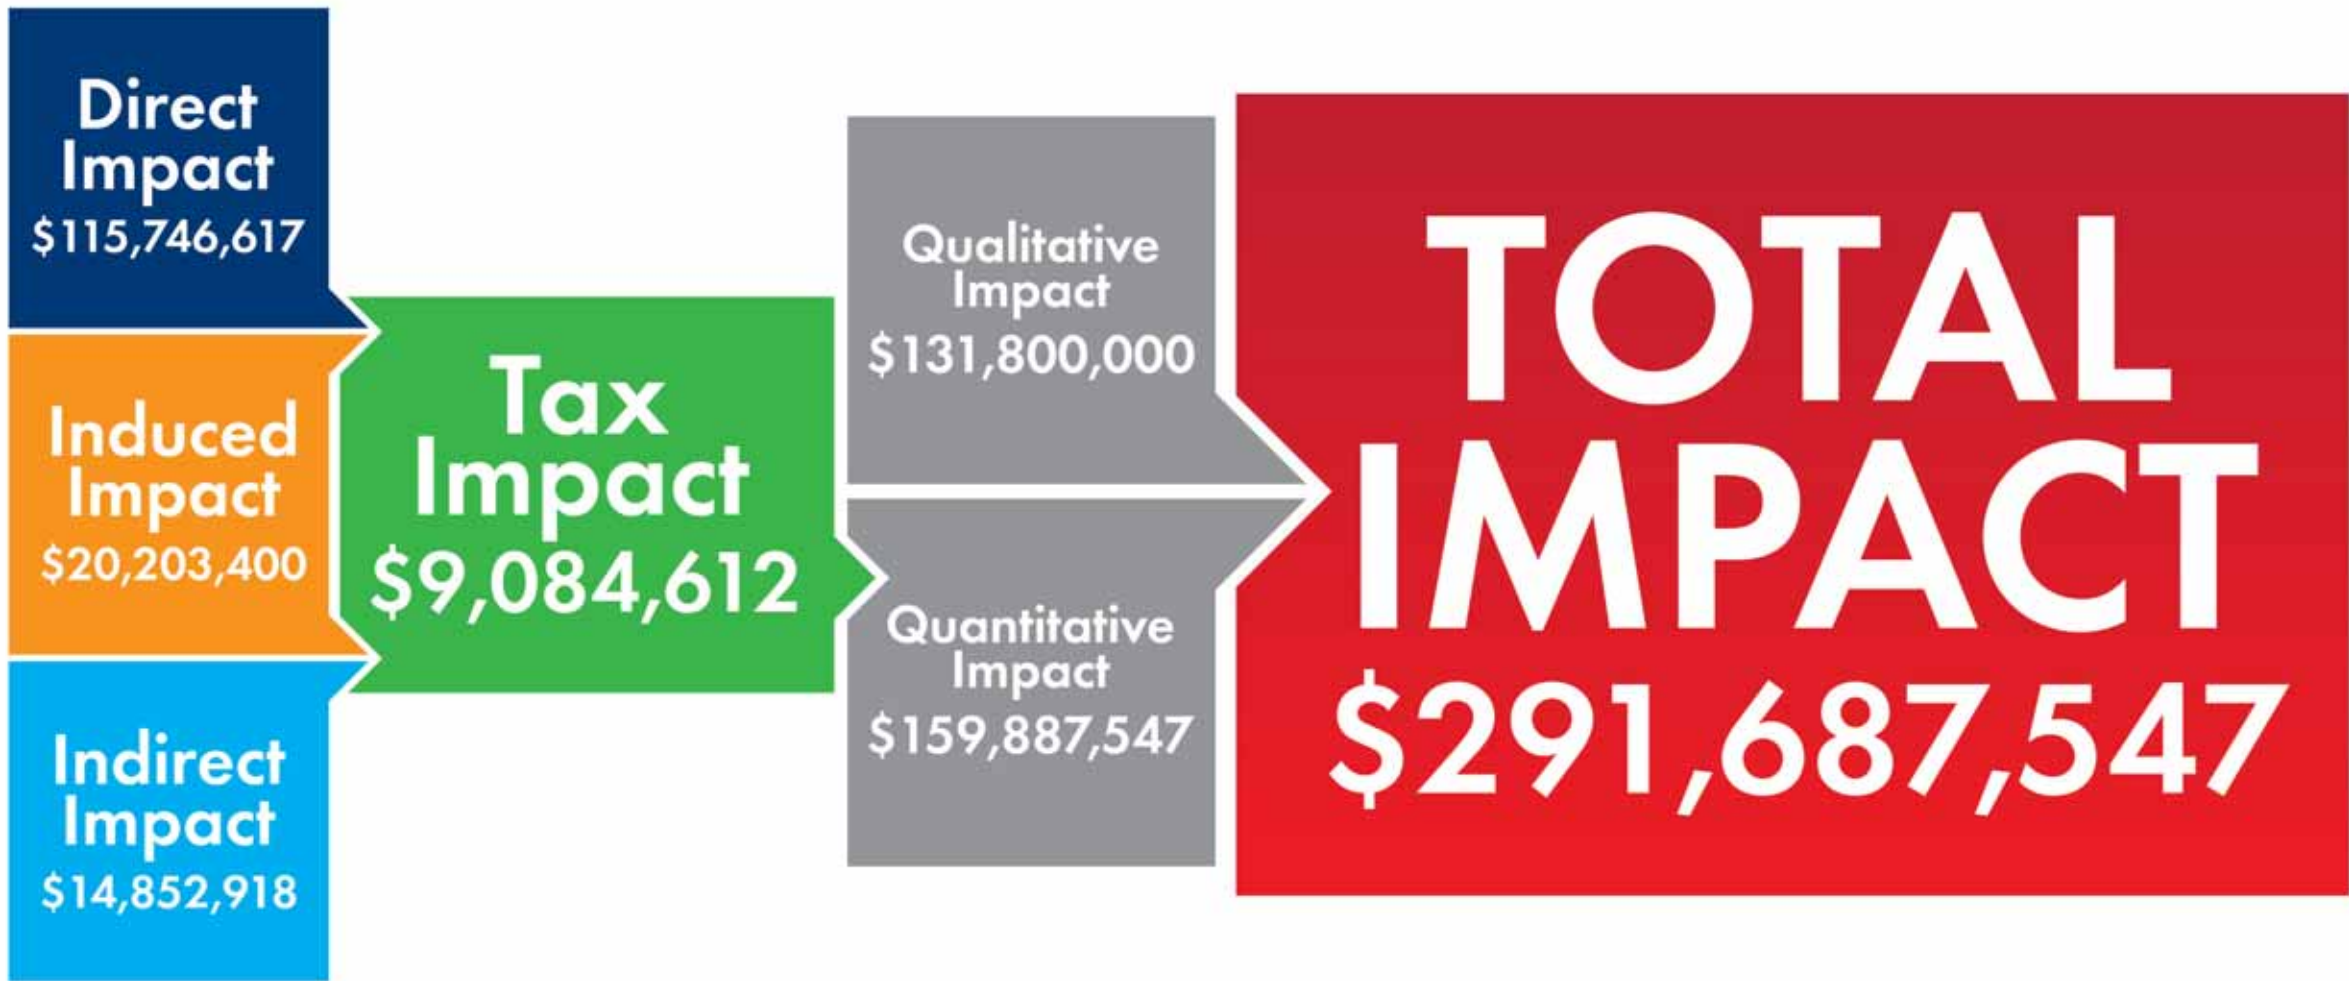 Direct
Impact
$115,746,617
Induced
Impact
$20,203,400
Indirect
Impact
$14,852,918
Tax
Impact
$9,084,612
Qualitative
Impact
$131,800,000
Quantitative
Impact
$159,887,547
TOTAL
IMPACT
$291,687,547